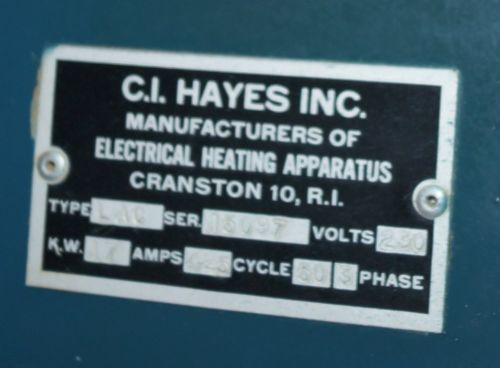 C.I. HAYES INC.
MANUFACTURERS OF
ELECTRICAL HEATING APPARATUS
CRANSTON 10, R.I.
TYPE SER. 15097 VOLTS 230
K.W. 17 AMPS CYCLE 60 3 PHASE